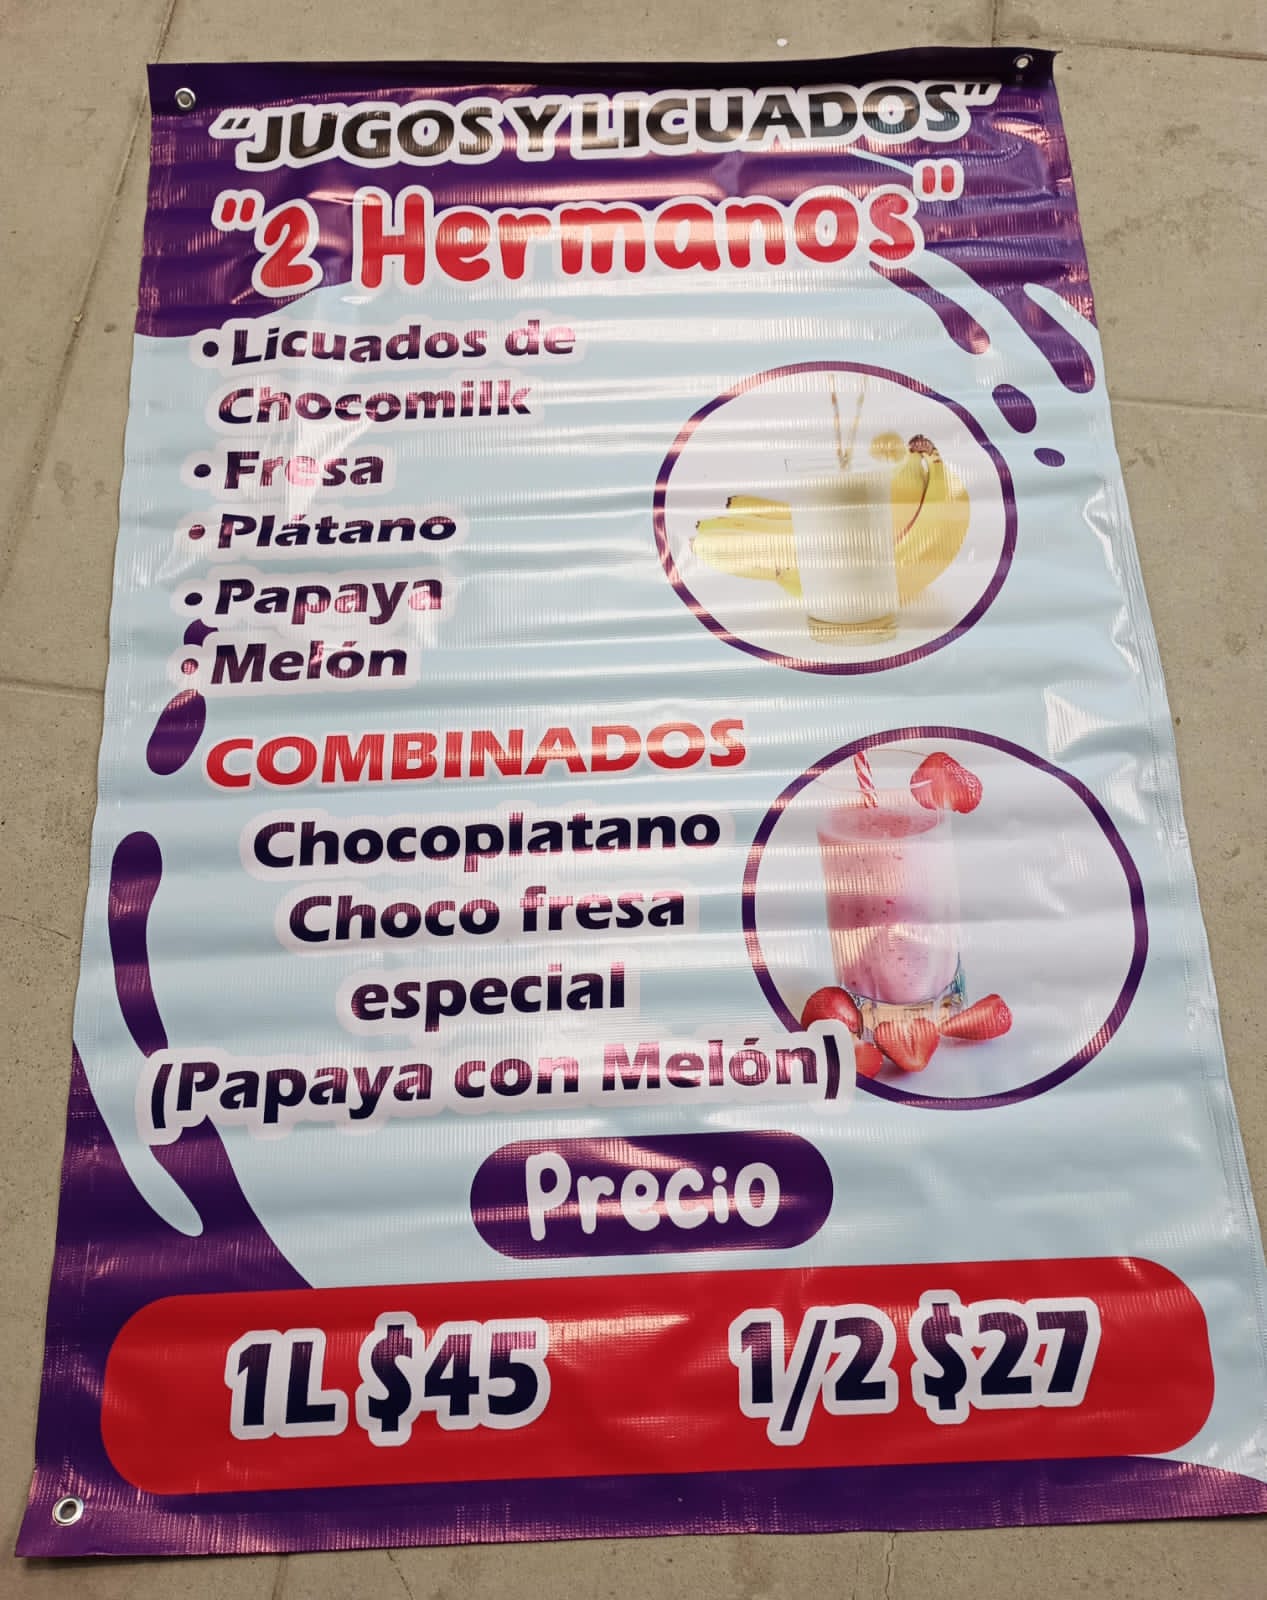 "JUGOS Y LICUADOS"
"2 Hermanos"
• Licuados de
Chocomilk
• Fresa
• Plátano
• Papaya
• Melón
COMBINADOS
Chocoplatano
Choco fresa
especial
(Papaya con Melón)
Precio
1L $45 1/2 $27